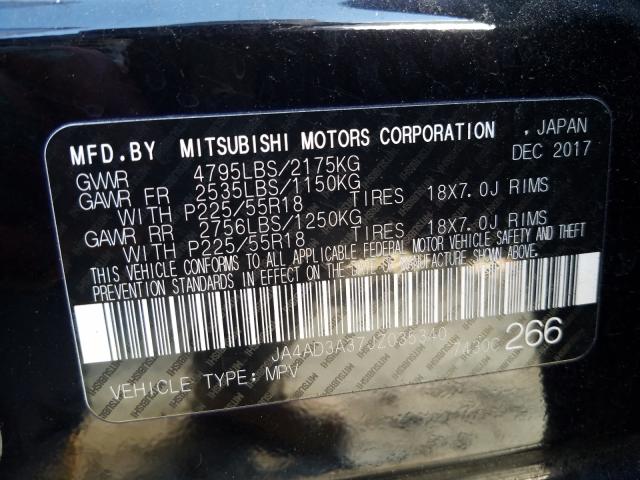 MFD.BY MITSUBISHI MOTORS CORPORATION , JAPAN
GVWR 4795LBS/2175KG DEC 2017
GAWR FR 2535LBS/1150KG
WITH P225/55R18 TIRES 18X7.0J RIMS
GAWR RR 2756LBS/1250KG
WITH P225/55R18 TIRES 18X7.0J RIMS
THIS VEHICLE CONFORMS TO ALL APPLICABLE FEDERAL MOTOR VEHICLE SAFETY AND THEFT
PREVENTION STANDARDS IN EFFECT ON THE DATE OF MANUFACTURE SHOWN ABOVE.
JA4AD3A37JZ035340 7430C 266
VEHICLE TYPE: MPV